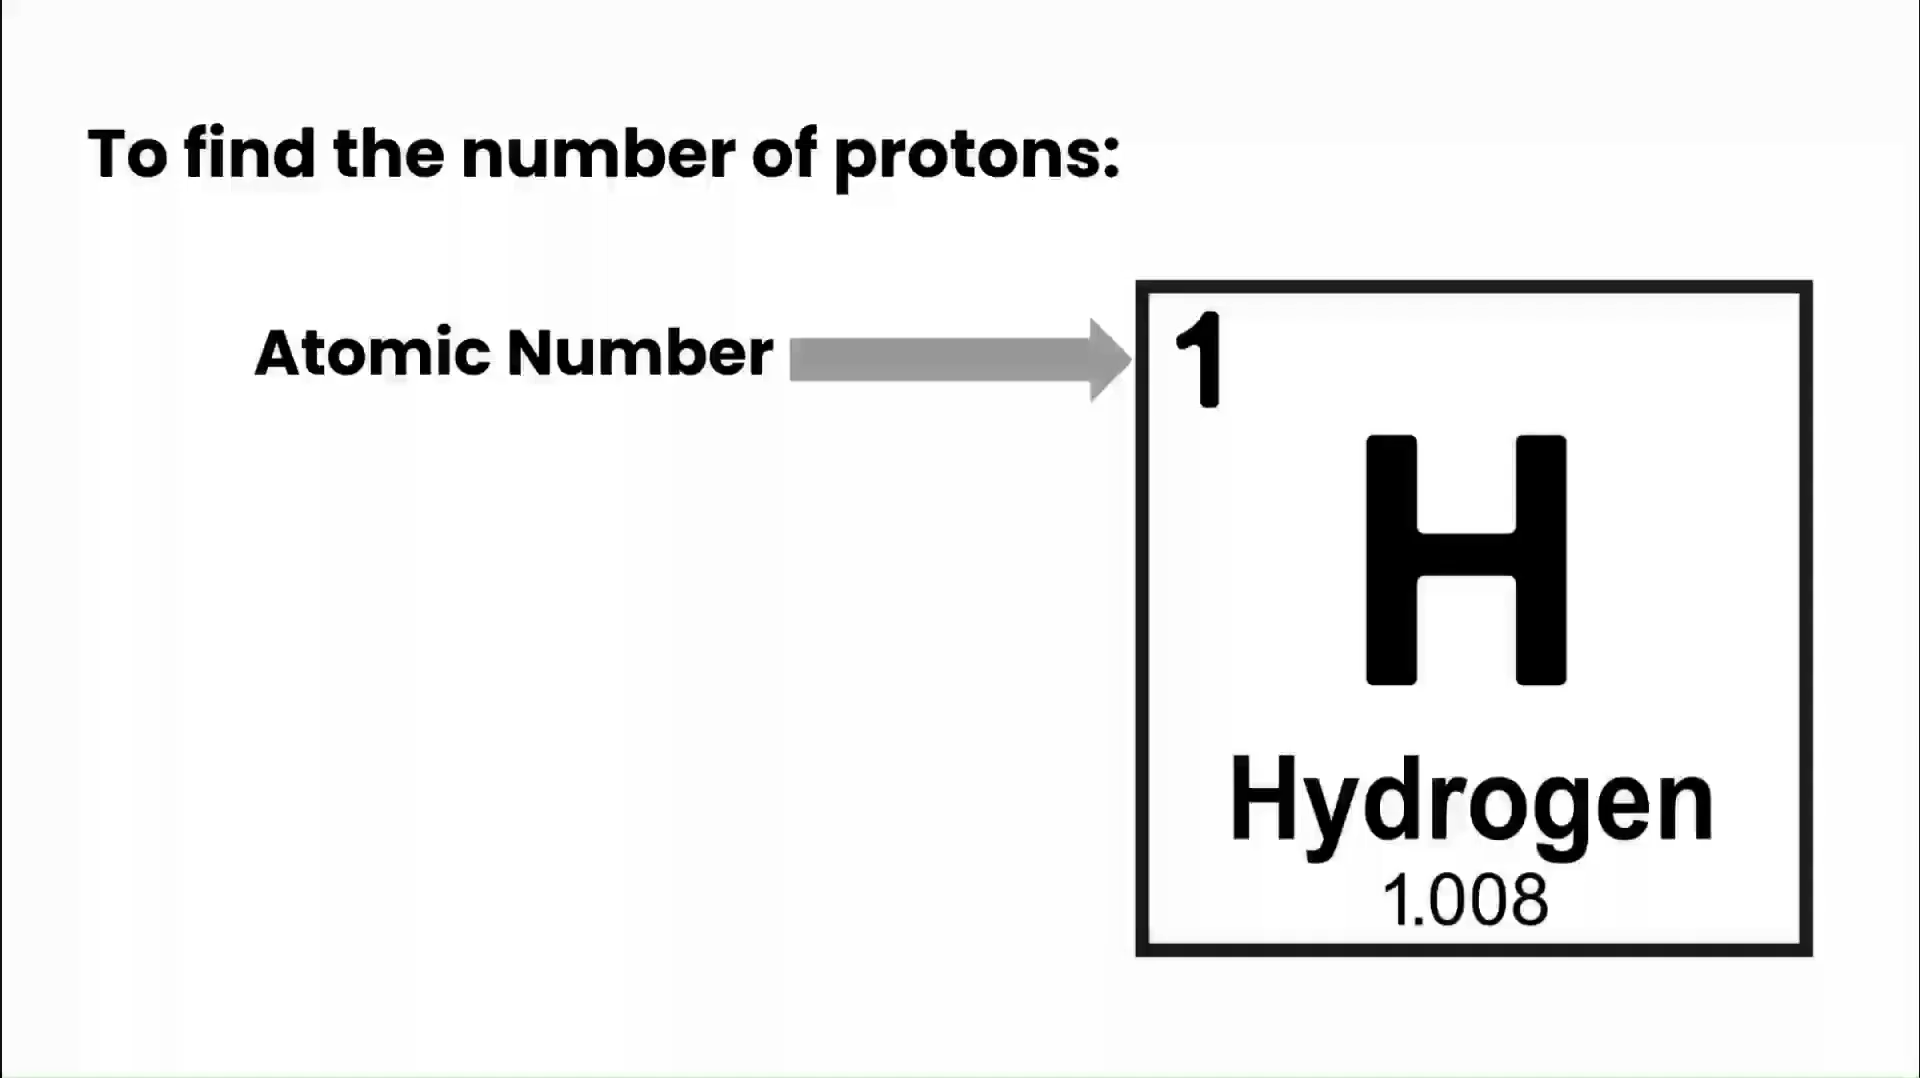 To find the number of protons:
Atomic Number
1
H
Hydrogen
1.008